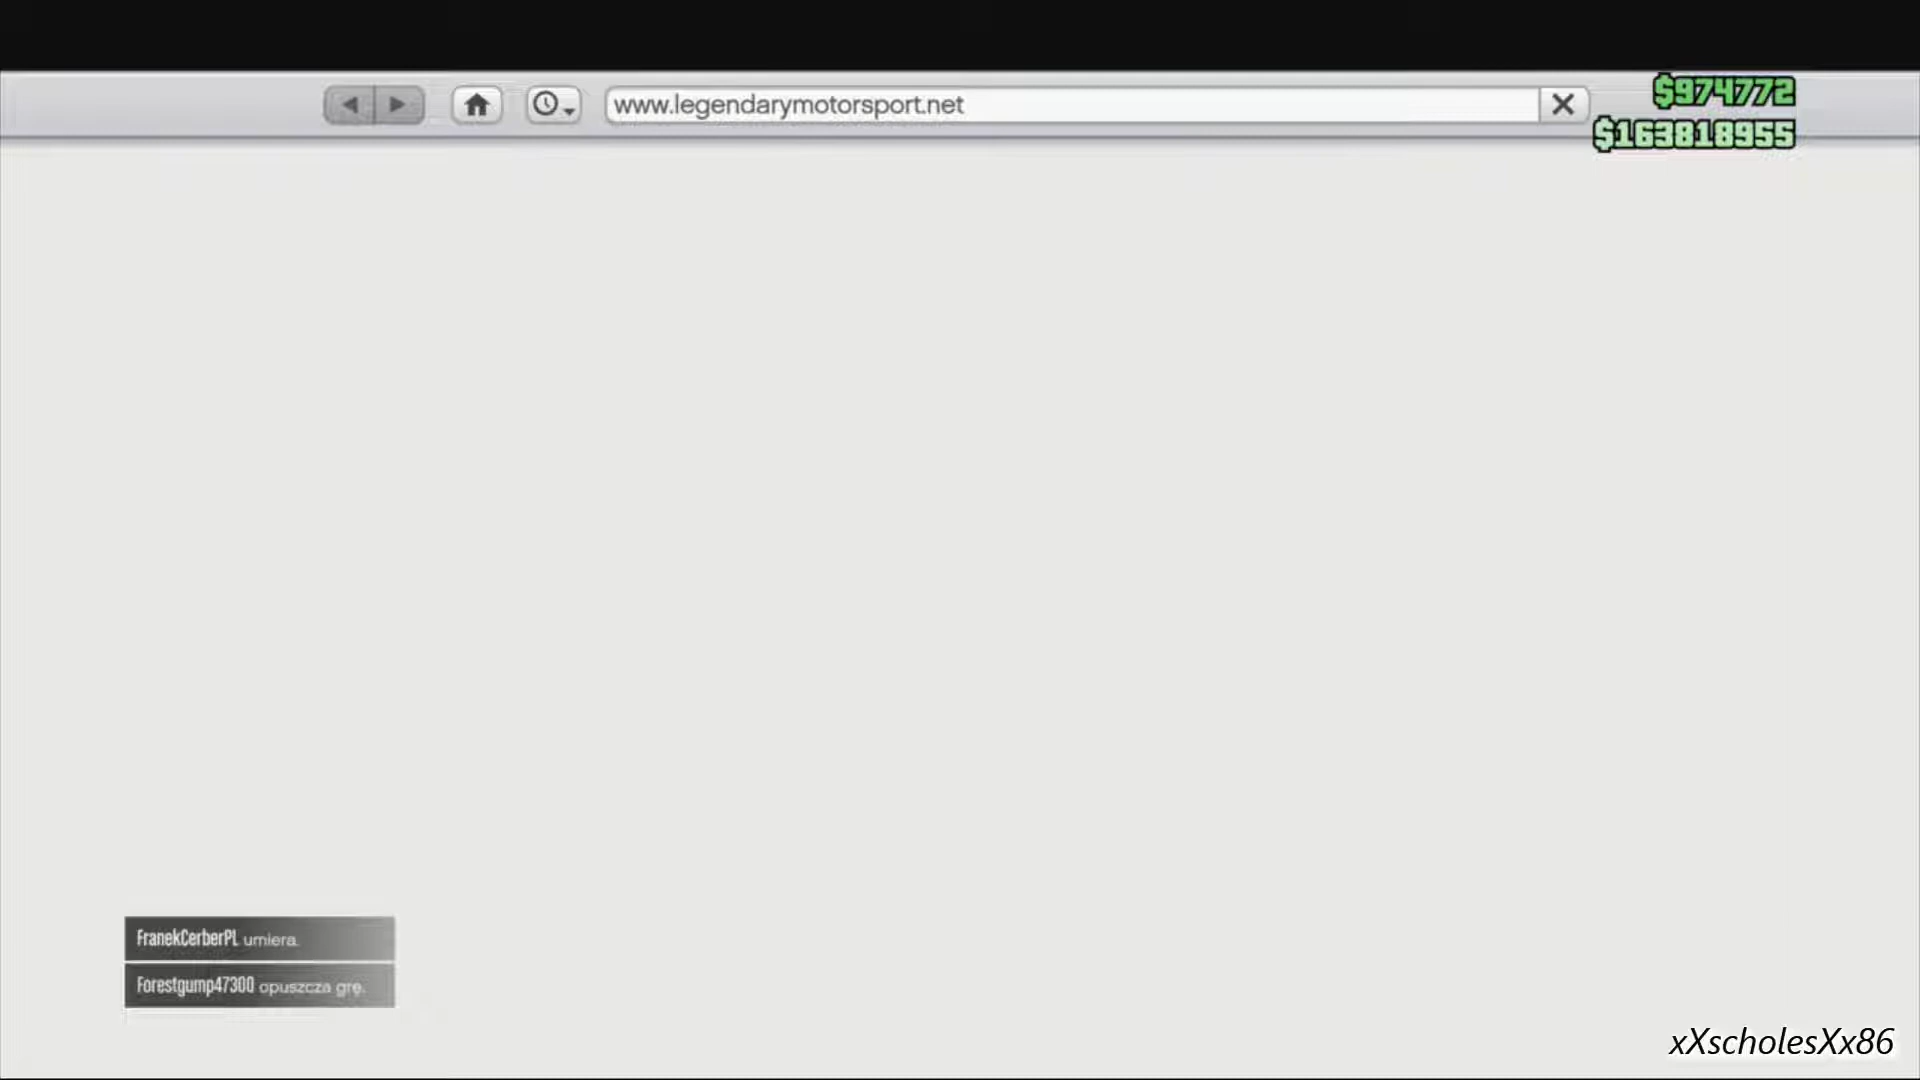 www.legendarymotorsport.net
$974772
$163818955
FranekCerberPL umiera.
Forestgump47300 opuszcza grę.
xXscholesXx86